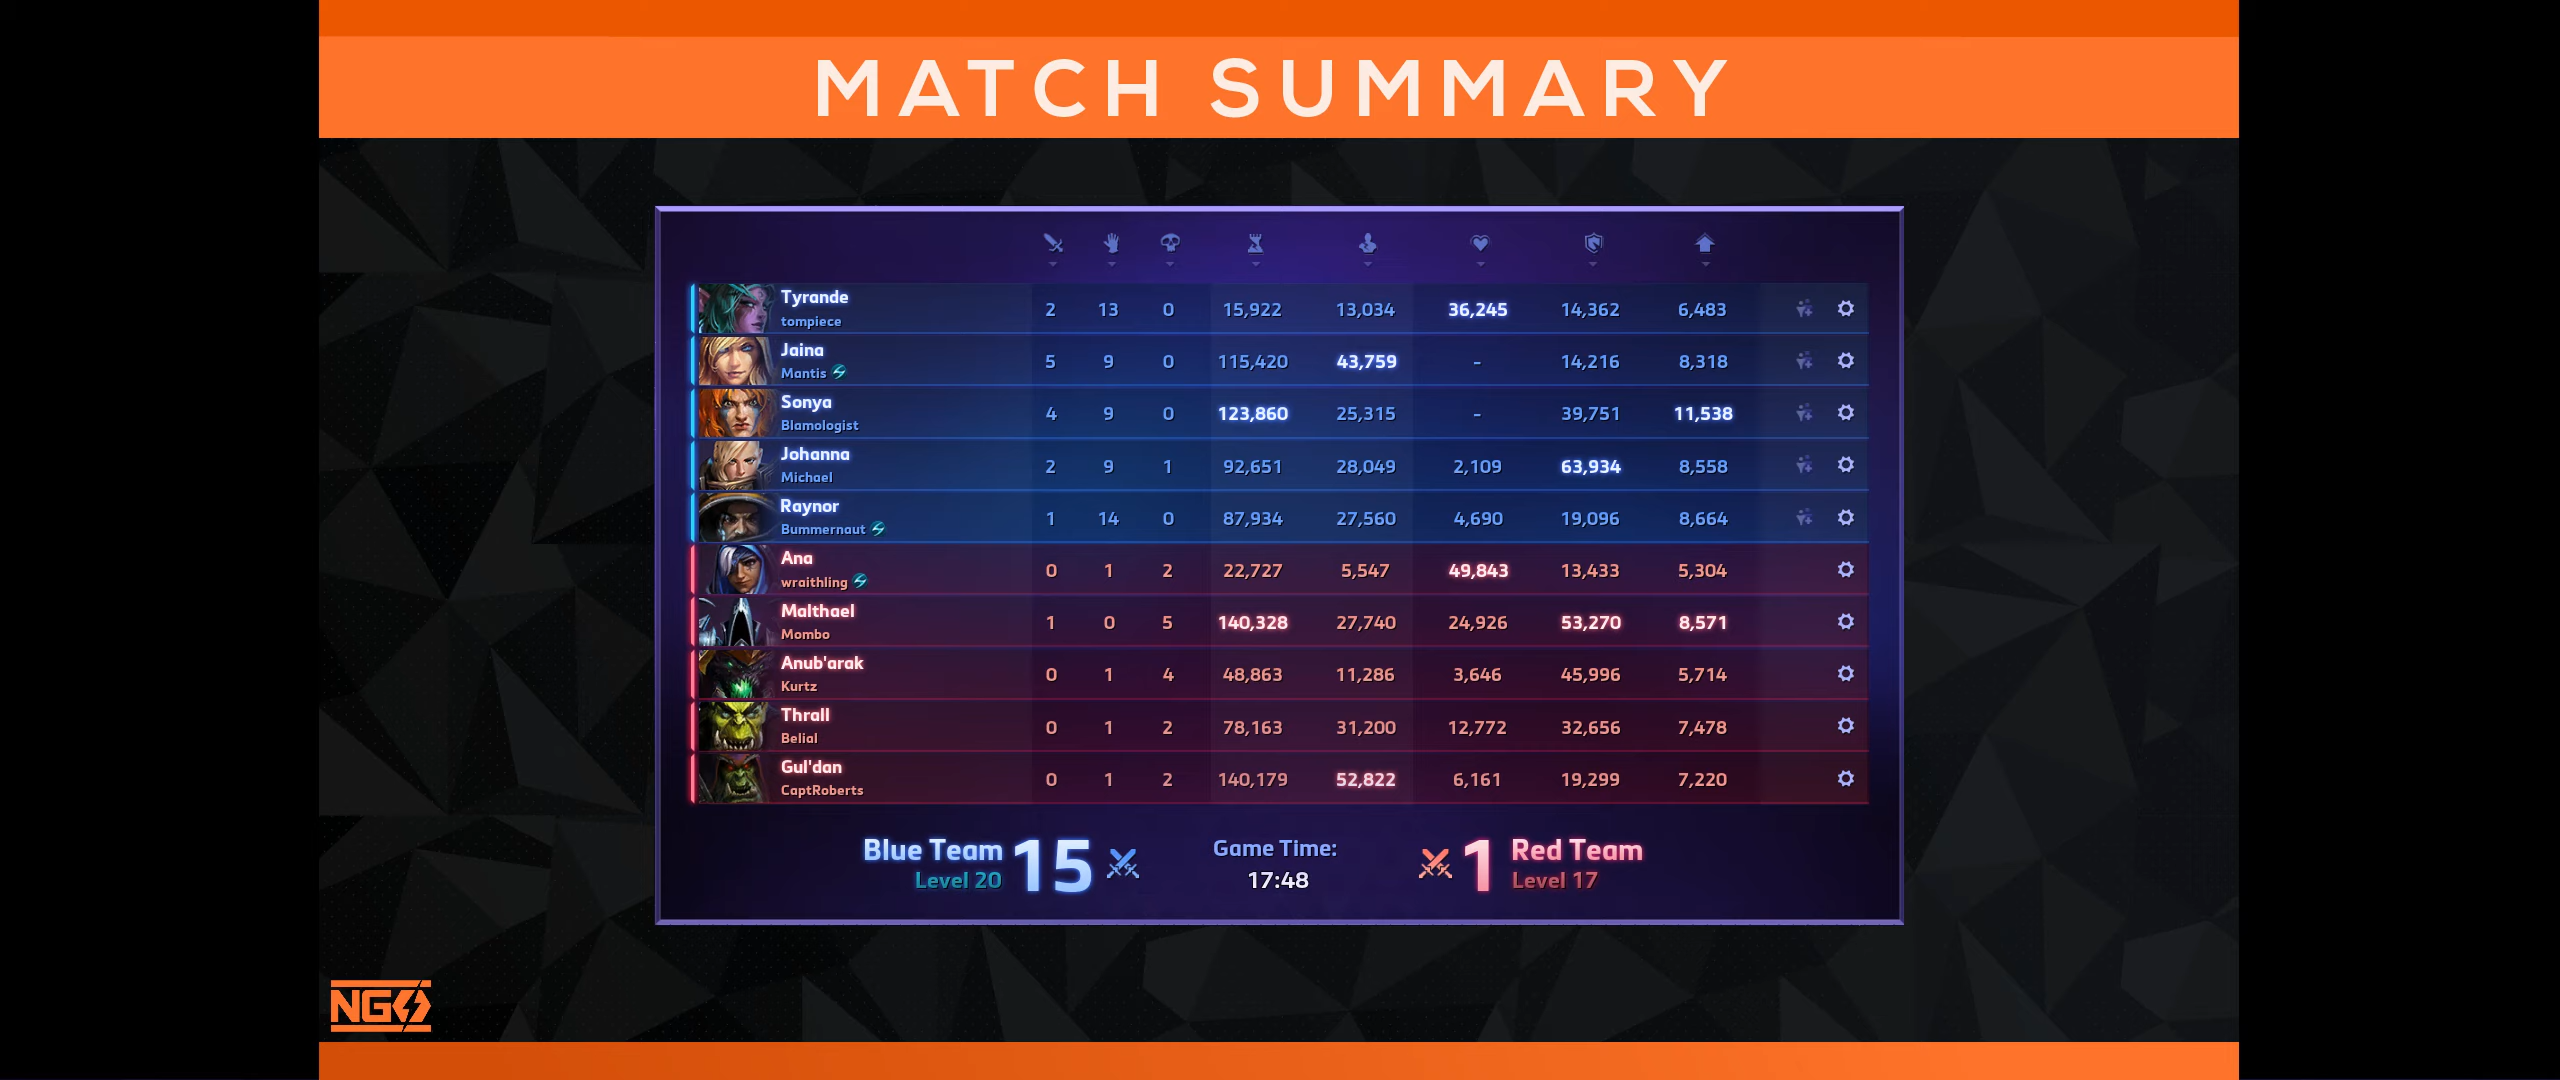 MATCH SUMMARY
Tyrande
tompiece
2 13 0 15,922 13,034 36,245 14,362 6,483
Jaina
Mantis
5 9 0 115,420 43,759 - 14,216 8,318
Sonya
Blamologist
4 9 0 123,860 25,315 - 39,751 11,538
Johanna
Michael
2 9 1 92,651 28,049 2,109 63,934 8,558
Raynor
Bummernaut
1 14 0 87,934 27,560 4,690 19,096 8,664
Ana
wraithling
0 1 2 22,727 5,547 49,843 13,433 5,304
Malthael
Mombo
1 0 5 140,328 27,740 24,926 53,270 8,571
Anub'arak
Kurtz
0 1 4 48,863 11,286 3,646 45,996 5,714
Thrall
Belial
0 1 2 78,163 31,200 12,772 32,656 7,478
Gul'dan
CaptRoberts
0 1 2 140,179 52,822 6,161 19,299 7,220
Blue Team
Level 20
15
Game Time:
17:48
1
Red Team
Level 17
NGS